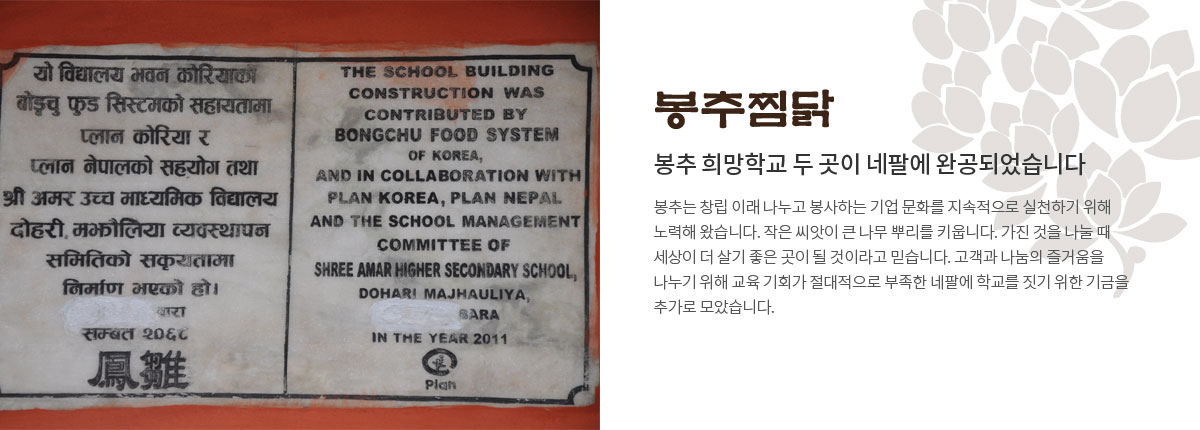 यो विद्यालय भवन कोरियाको
बोङ्चु फुड सिस्टमको सहायतामा
प्लान कोरिया र
प्लान नेपालको सहयोग तथा
श्री अमर उच्च माध्यमिक विद्यालय
दोहरी, मझौलिया व्यवस्थापन
समितिको सकृयतामा
निर्माण भएको हो।
बारा
सम्बत २०६८
鳳雛
THE SCHOOL BUILDING
CONSTRUCTION WAS
CONTRIBUTED BY
BONGCHU FOOD SYSTEM
OF KOREA,
AND IN COLLABORATION WITH
PLAN KOREA, PLAN NEPAL
AND THE SCHOOL MANAGEMENT
COMMITTEE OF
SHREE AMAR HIGHER SECONDARY SCHOOL,
DOHARI MAJHAULIYA,
BARA
IN THE YEAR 2011
Plan
봉추찜닭
봉추 희망학교 두 곳이 네팔에 완공되었습니다
봉추는 창립 이래 나누고 봉사하는 기업 문화를 지속적으로 실천하기 위해
노력해 왔습니다. 작은 씨앗이 큰 나무 뿌리를 키웁니다. 가진 것을 나눌 때
세상이 더 살기 좋은 곳이 될 것이라고 믿습니다. 고객과 나눔의 즐거움을
나누기 위해 교육 기회가 절대적으로 부족한 네팔에 학교를 짓기 위한 기금을
추가로 모았습니다.